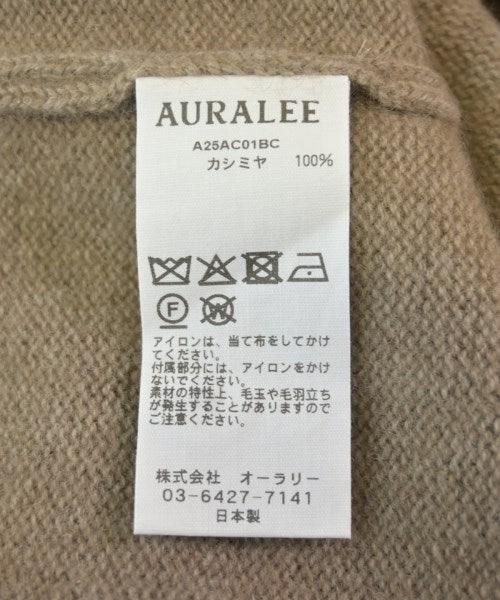 AURALEE
A25AC01BC
カシミヤ 100%
F
W
アイロンは、当て布をしてかけ
てください。
付属部分には、アイロンをかけ
ないでください。
素材の特性上、毛玉や毛羽立ち
が発生することがありますので
ご注意ください。
株式会社 オーラリー
03-6427-7141
日本製